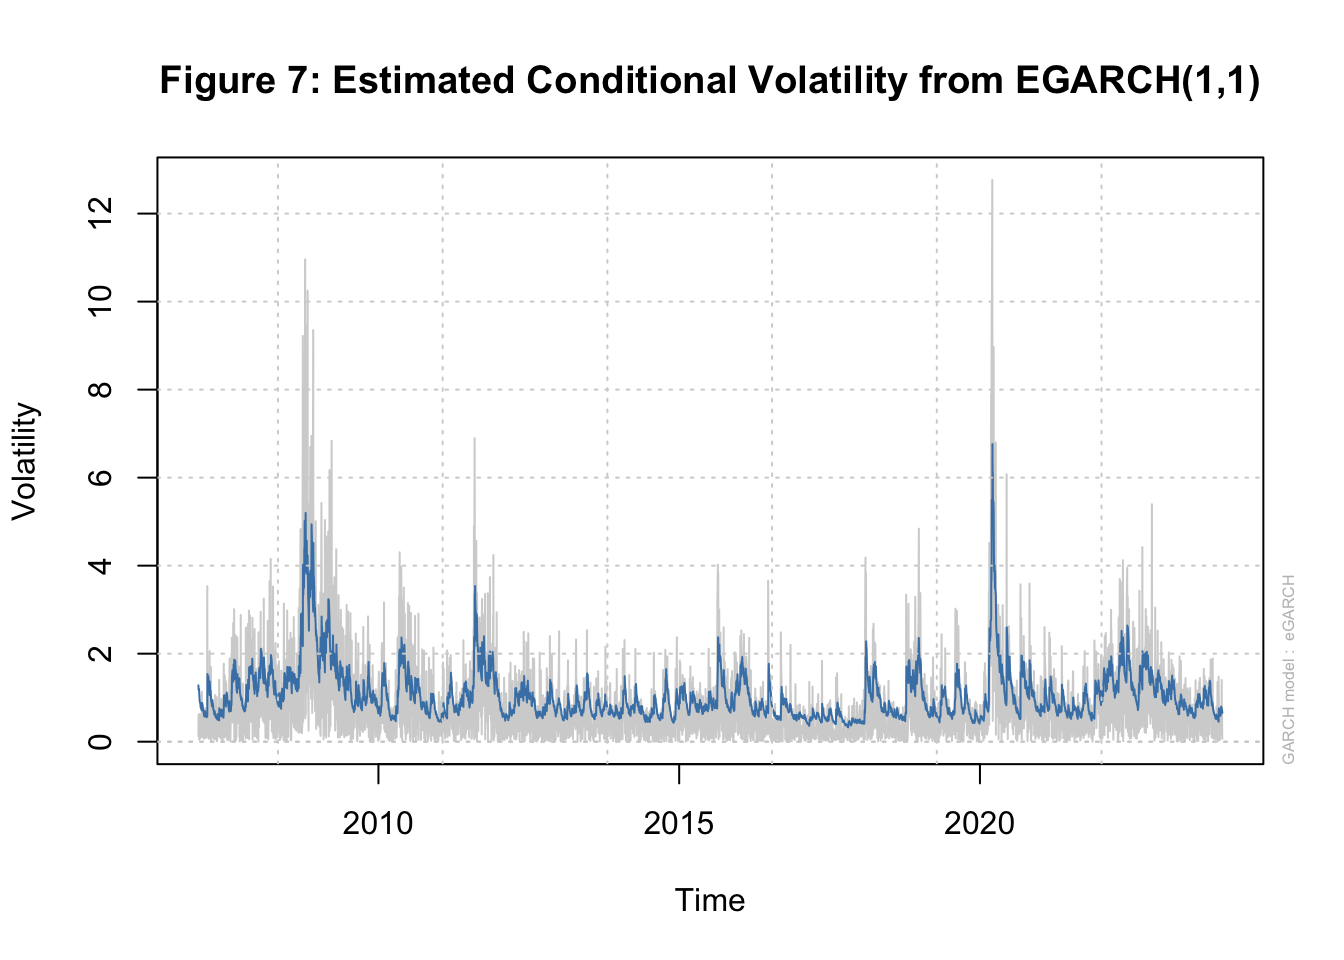 Figure 7: Estimated Conditional Volatility from EGARCH(1,1)
Volatility
12
10
8
6
4
2
0
2010
2015
2020
Time
GARCH model : eGARCH